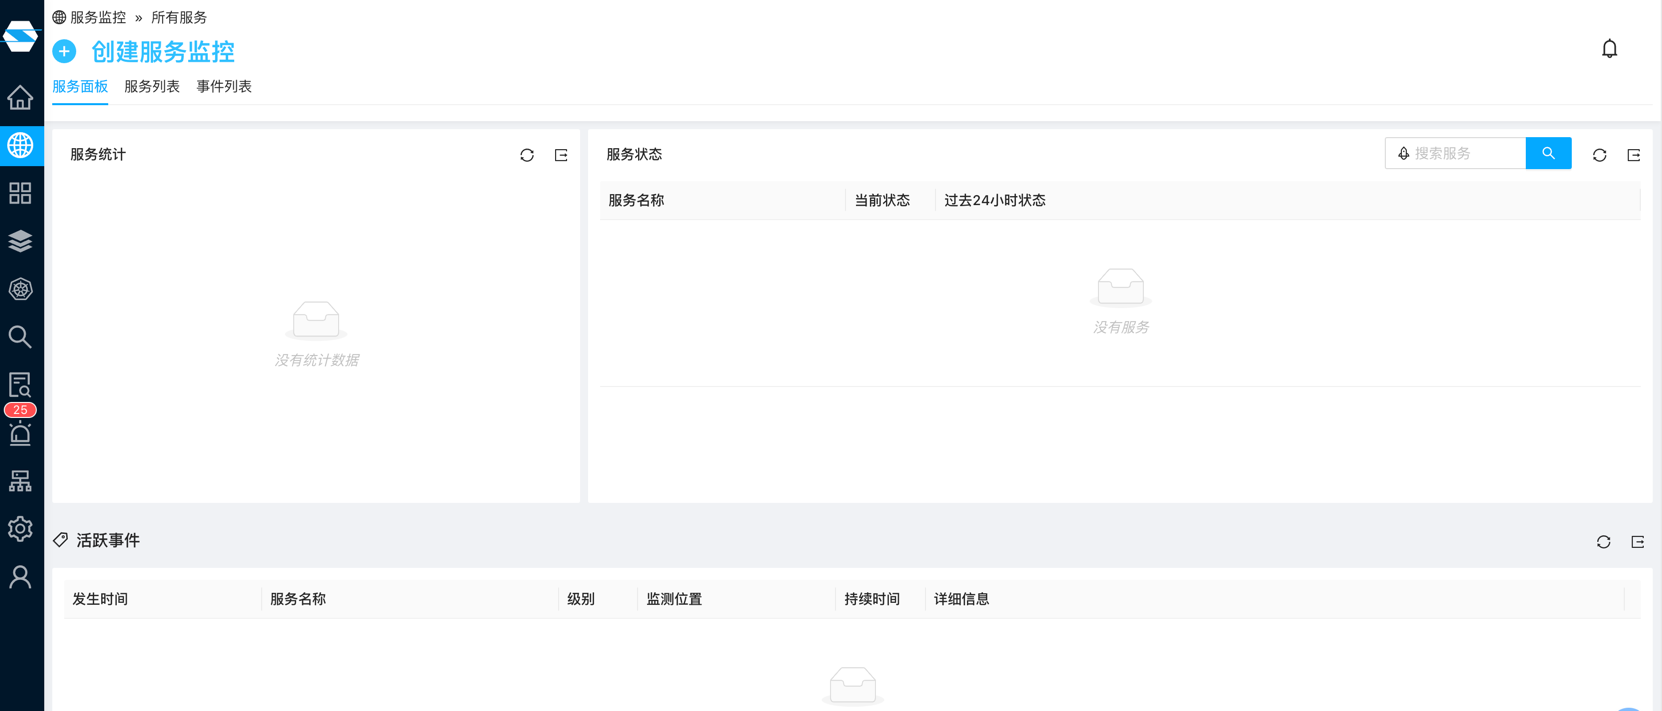 服务监控 » 所有服务
创建服务监控
服务面板 服务列表 事件列表
服务统计
没有统计数据
服务状态
搜索服务
服务名称 当前状态 过去24小时状态
没有服务
25
活跃事件
发生时间 服务名称 级别 监测位置 持续时间 详细信息